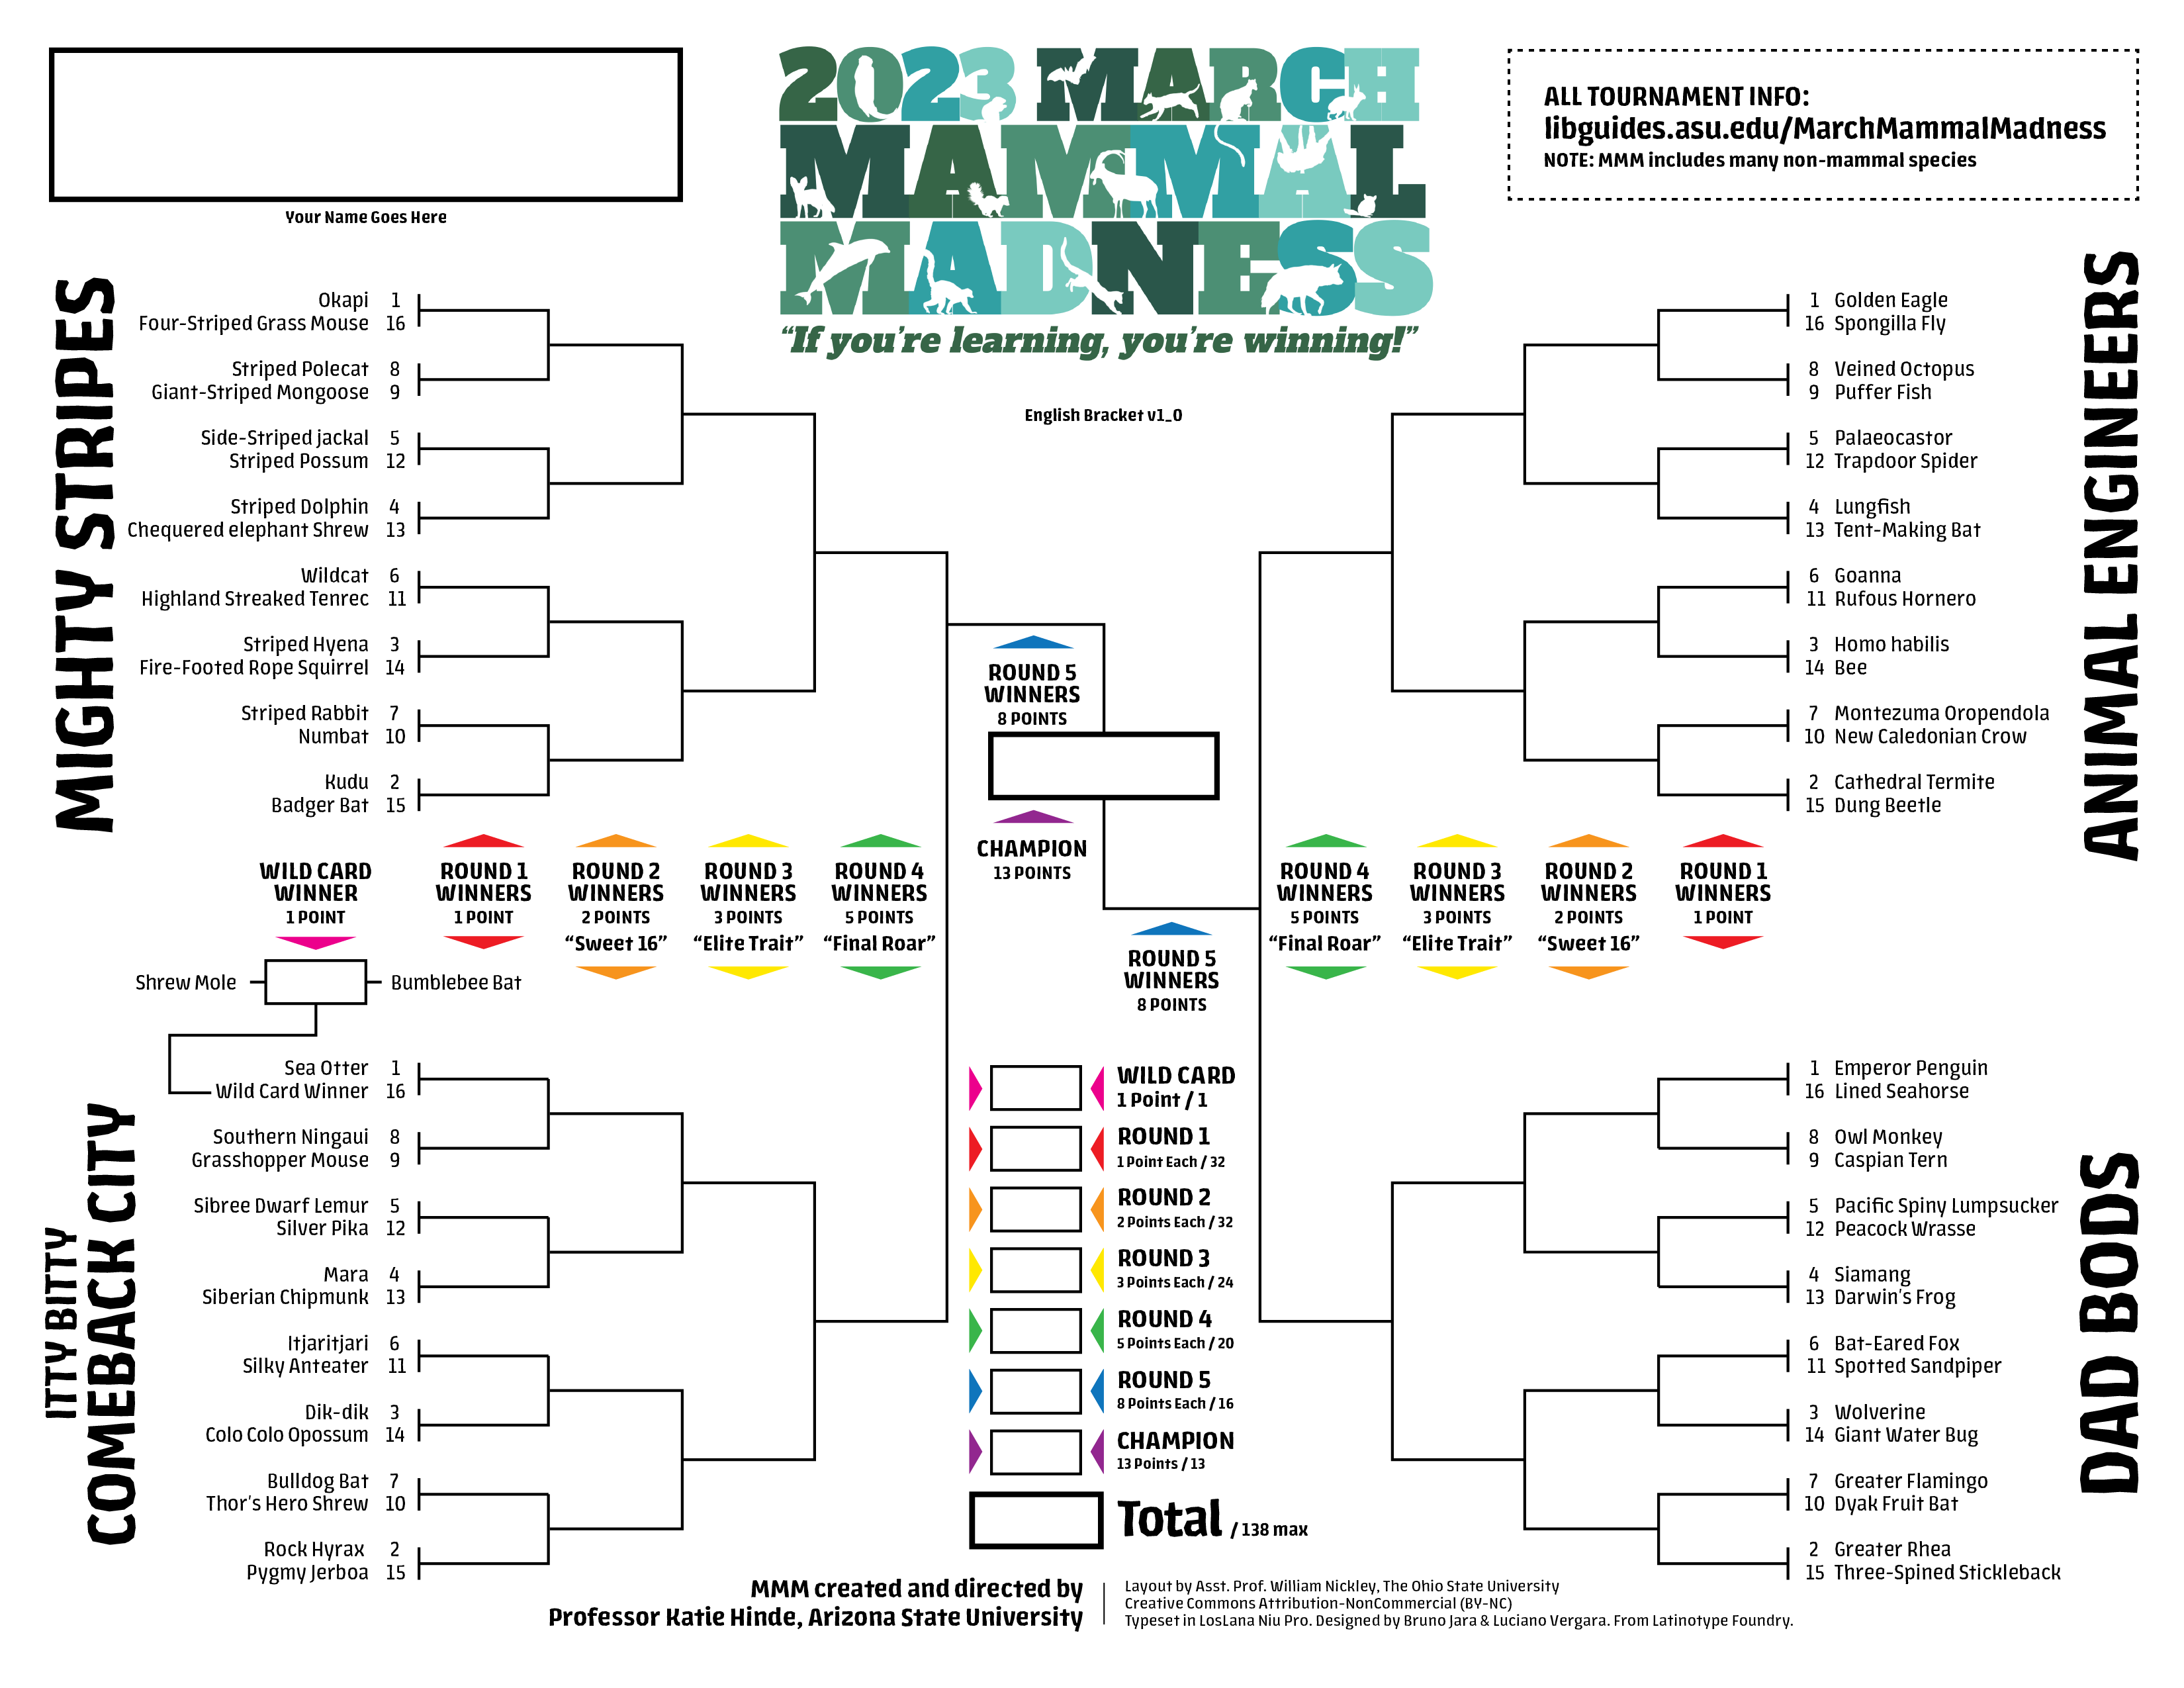 2023 MARCH
MAMMAL
MADNESS
“If you’re learning, you’re winning!”
English Bracket v1_0
Your Name Goes Here
ALL TOURNAMENT INFO:
libguides.asu.edu/MarchMammalMadness
NOTE: MMM includes many non-mammal species
MIGHTY STRIPES
Okapi 1
Four-Striped Grass Mouse 16
Striped Polecat 8
Giant-Striped Mongoose 9
Side-Striped jackal 5
Striped Possum 12
Striped Dolphin 4
Chequered elephant Shrew 13
Wildcat 6
Highland Streaked Tenrec 11
Striped Hyena 3
Fire-Footed Rope Squirrel 14
Striped Rabbit 7
Numbat 10
Kudu 2
Badger Bat 15
ANIMAL ENGINEERS
1 Golden Eagle
16 Spongilla Fly
8 Veined Octopus
9 Puffer Fish
5 Palaeocastor
12 Trapdoor Spider
4 Lungfish
13 Tent-Making Bat
6 Goanna
11 Rufous Hornero
3 Homo habilis
14 Bee
7 Montezuma Oropendola
10 New Caledonian Crow
2 Cathedral Termite
15 Dung Beetle
ROUND 5
WINNERS
8 POINTS
CHAMPION
13 POINTS
WILD CARD
WINNER
1 POINT
ROUND 1
WINNERS
1 POINT
ROUND 2
WINNERS
2 POINTS
“Sweet 16”
ROUND 3
WINNERS
3 POINTS
“Elite Trait”
ROUND 4
WINNERS
5 POINTS
“Final Roar”
ROUND 5
WINNERS
8 POINTS
ROUND 4
WINNERS
5 POINTS
“Final Roar”
ROUND 3
WINNERS
3 POINTS
“Elite Trait”
ROUND 2
WINNERS
2 POINTS
“Sweet 16”
ROUND 1
WINNERS
1 POINT
Shrew Mole
Bumblebee Bat
ITTY BITTY
COMEBACK CITY
Sea Otter 1
Wild Card Winner 16
Southern Ningaui 8
Grasshopper Mouse 9
Sibree Dwarf Lemur 5
Silver Pika 12
Mara 4
Siberian Chipmunk 13
Itjaritjari 6
Silky Anteater 11
Dik-dik 3
Colo Colo Opossum 14
Bulldog Bat 7
Thor’s Hero Shrew 10
Rock Hyrax 2
Pygmy Jerboa 15
WILD CARD
1 Point / 1
ROUND 1
1 Point Each / 32
ROUND 2
2 Points Each / 32
ROUND 3
3 Points Each / 24
ROUND 4
5 Points Each / 20
ROUND 5
8 Points Each / 16
CHAMPION
13 Points / 13
Total / 138 max
DAD BODS
1 Emperor Penguin
16 Lined Seahorse
8 Owl Monkey
9 Caspian Tern
5 Pacific Spiny Lumpsucker
12 Peacock Wrasse
4 Siamang
13 Darwin’s Frog
6 Bat-Eared Fox
11 Spotted Sandpiper
3 Wolverine
14 Giant Water Bug
7 Greater Flamingo
10 Dyak Fruit Bat
2 Greater Rhea
15 Three-Spined Stickleback
MMM created and directed by
Professor Katie Hinde, Arizona State University
Layout by Asst. Prof. William Nickley, The Ohio State University
Creative Commons Attribution-NonCommercial (BY-NC)
Typeset in LosLana Niu Pro. Designed by Bruno Jara & Luciano Vergara. From Latinotype Foundry.